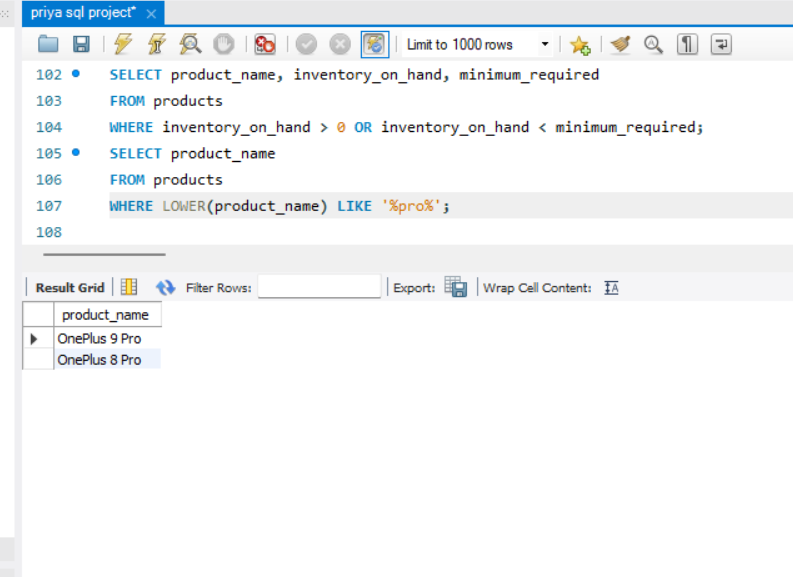 priya sql project*
Limit to 1000 rows
102 SELECT product_name, inventory_on_hand, minimum_required
103 FROM products
104 WHERE inventory_on_hand > 0 OR inventory_on_hand < minimum_required;
105 SELECT product_name
106 FROM products
107 WHERE LOWER(product_name) LIKE '%pro%';
108
Result Grid Filter Rows: Export: Wrap Cell Content: IA
product_name
OnePlus 9 Pro
OnePlus 8 Pro